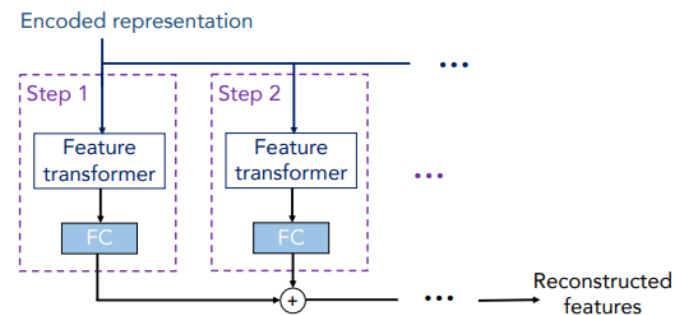 Encoded representation
...
Step 1
Step 2
Feature
transformer
Feature
transformer
...
FC
FC
+
...
Reconstructed
features